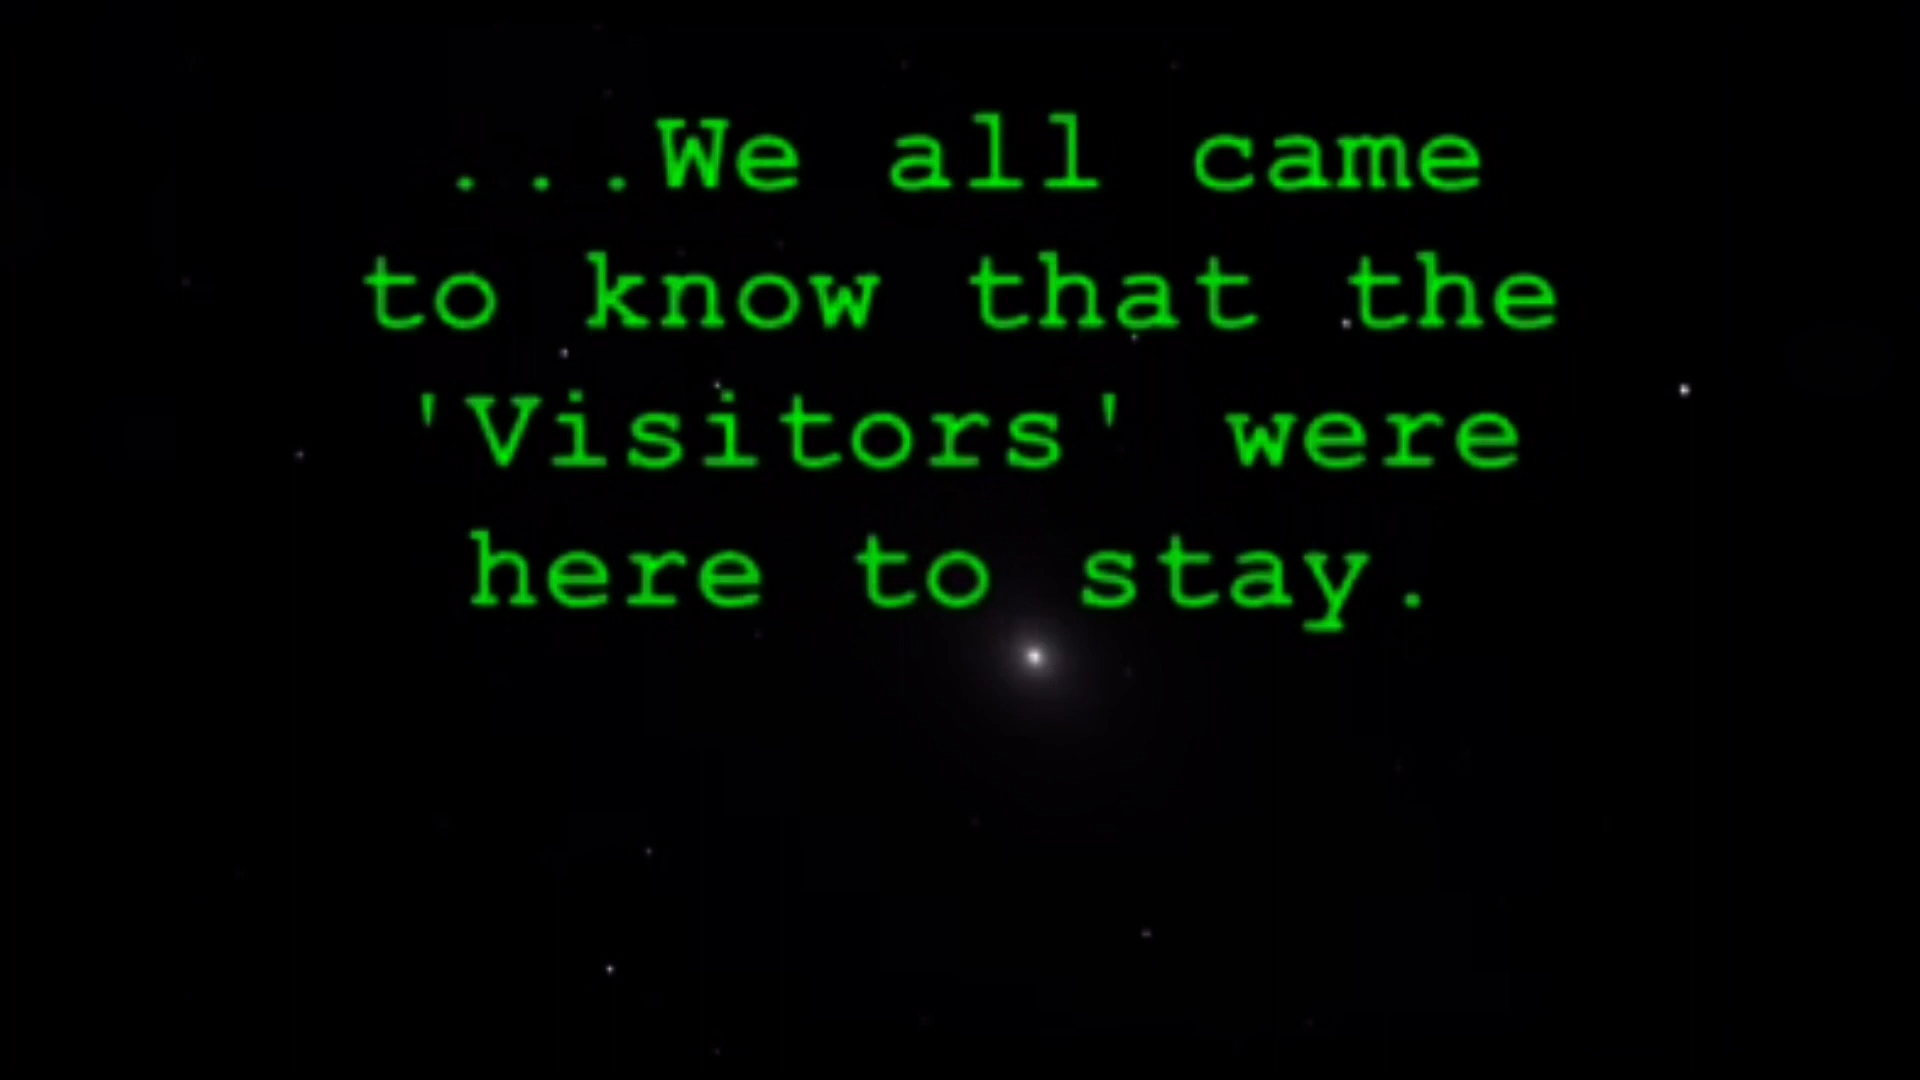 ...We all came
to know that the
'Visitors' were
here to stay.